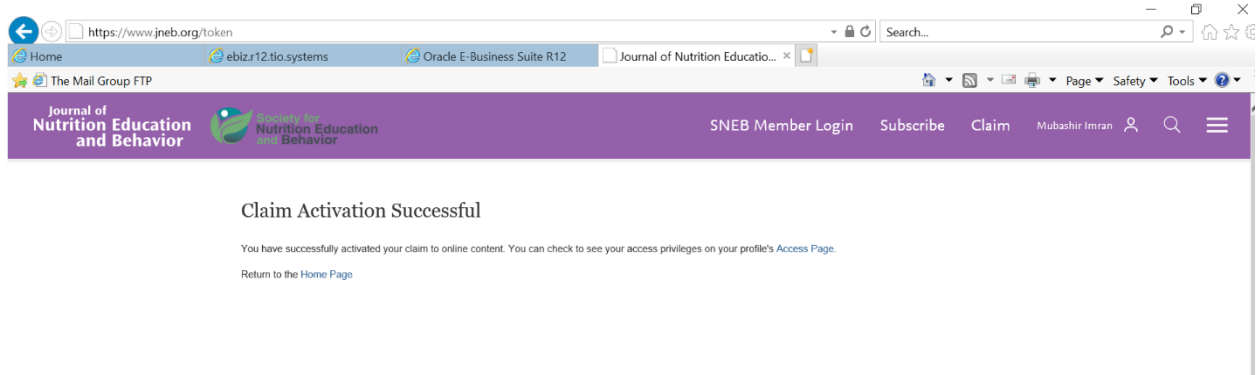 https://www.jneb.org/token
Search...
Home
ebiz.r12.tio.systems
Oracle E-Business Suite R12
Journal of Nutrition Educatio...
The Mail Group FTP
Page
Safety
Tools
Journal of
Nutrition Education
and Behavior
Society for
Nutrition Education
and Behavior
SNEB Member Login
Subscribe
Claim
Mubashir Imran
Claim Activation Successful
You have successfully activated your claim to online content. You can check to see your access privileges on your profile's Access Page.
Return to the Home Page